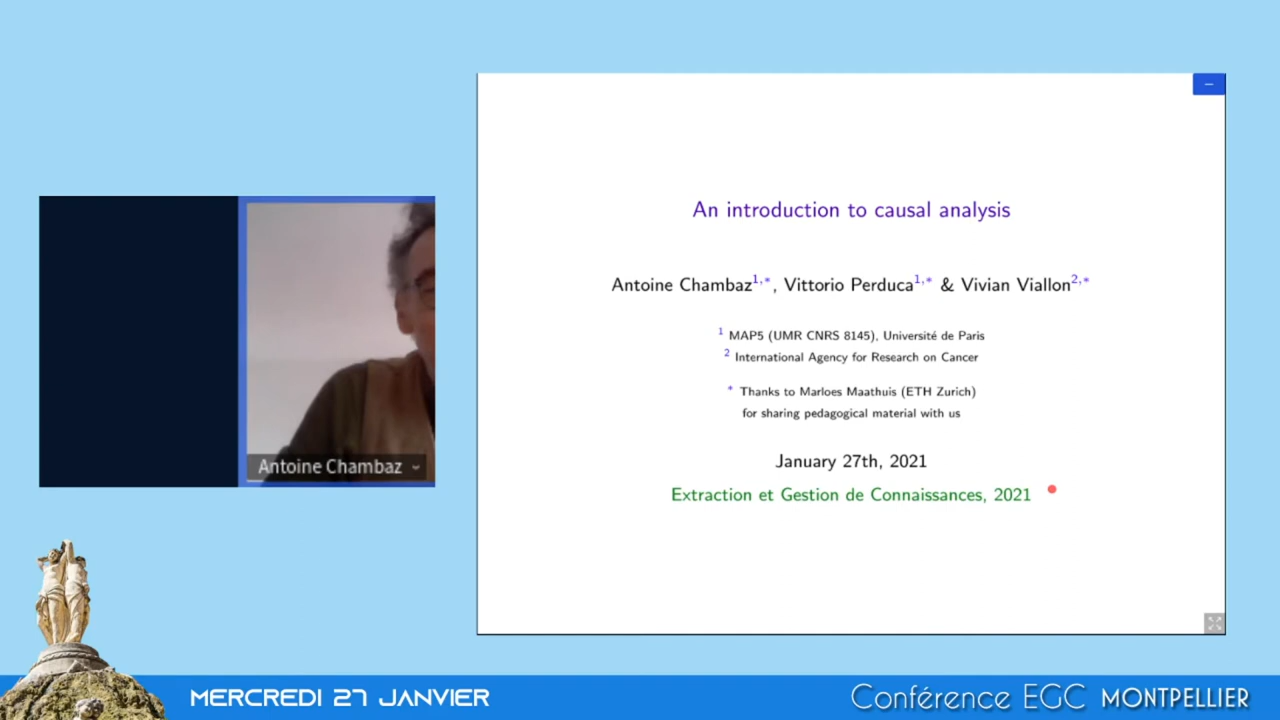 An introduction to causal analysis
Antoine Chambaz1,*, Vittorio Perduca1,* & Vivian Viallon2,*
1 MAP5 (UMR CNRS 8145), Université de Paris
2 International Agency for Research on Cancer
* Thanks to Marloes Maathuis (ETH Zurich)
for sharing pedagogical material with us
January 27th, 2021
Extraction et Gestion de Connaissances, 2021
Antoine Chambaz
MERCREDI 27 JANVIER
Conférence EGC MONTPELLIER